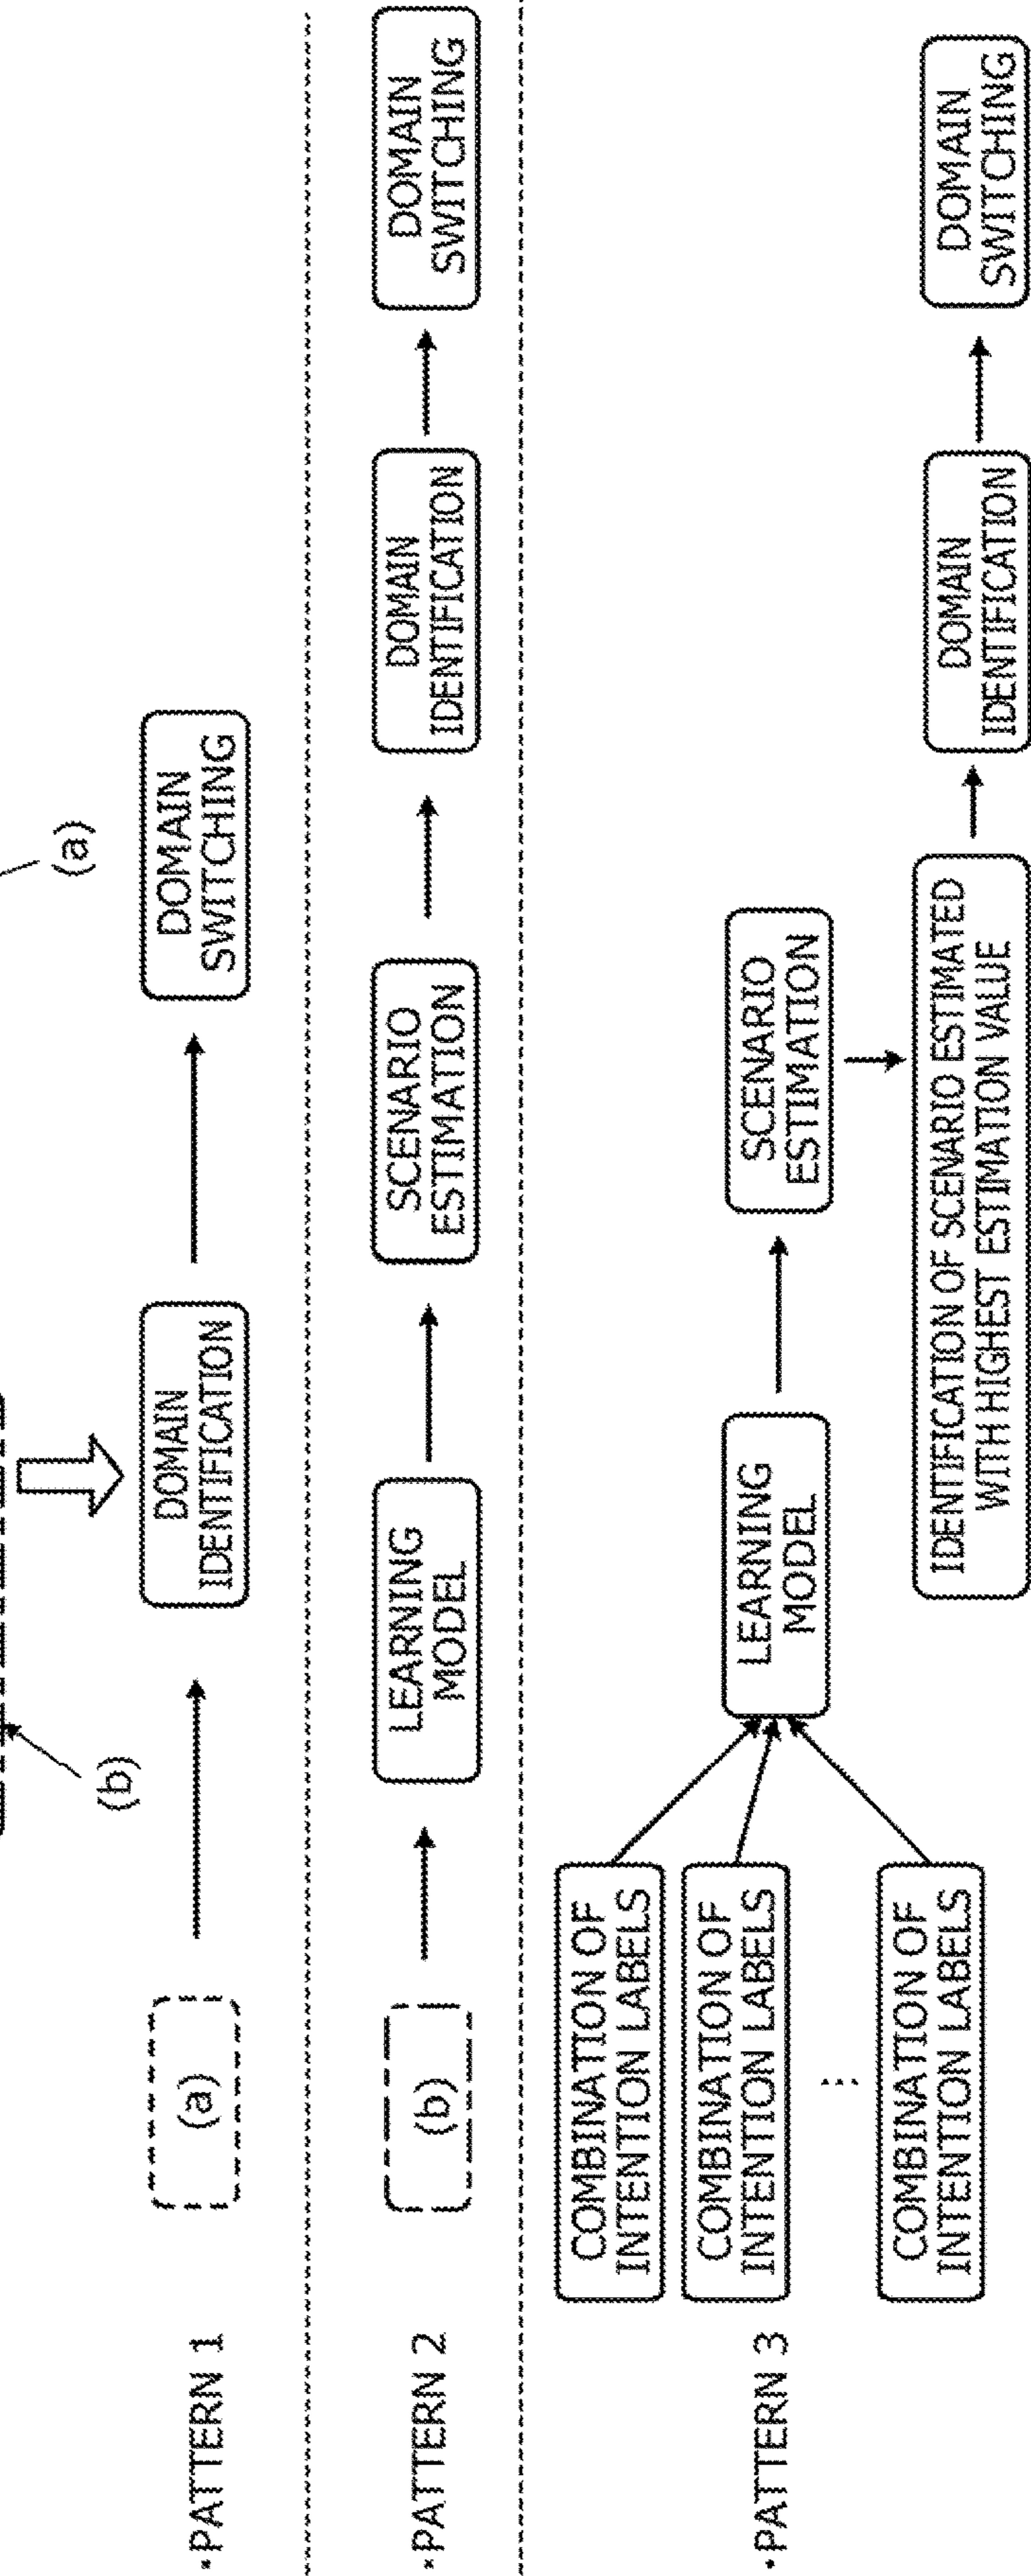 (b)
(a)
·PATTERN 1
(a)
DOMAIN
IDENTIFICATION
DOMAIN
SWITCHING
·PATTERN 2
(b)
LEARNING
MODEL
SCENARIO
ESTIMATION
DOMAIN
IDENTIFICATION
DOMAIN
SWITCHING
·PATTERN 3
COMBINATION OF
INTENTION LABELS
COMBINATION OF
INTENTION LABELS
...
COMBINATION OF
INTENTION LABELS
LEARNING
MODEL
SCENARIO
ESTIMATION
IDENTIFICATION OF SCENARIO ESTIMATED
WITH HIGHEST ESTIMATION VALUE
DOMAIN
IDENTIFICATION
DOMAIN
SWITCHING